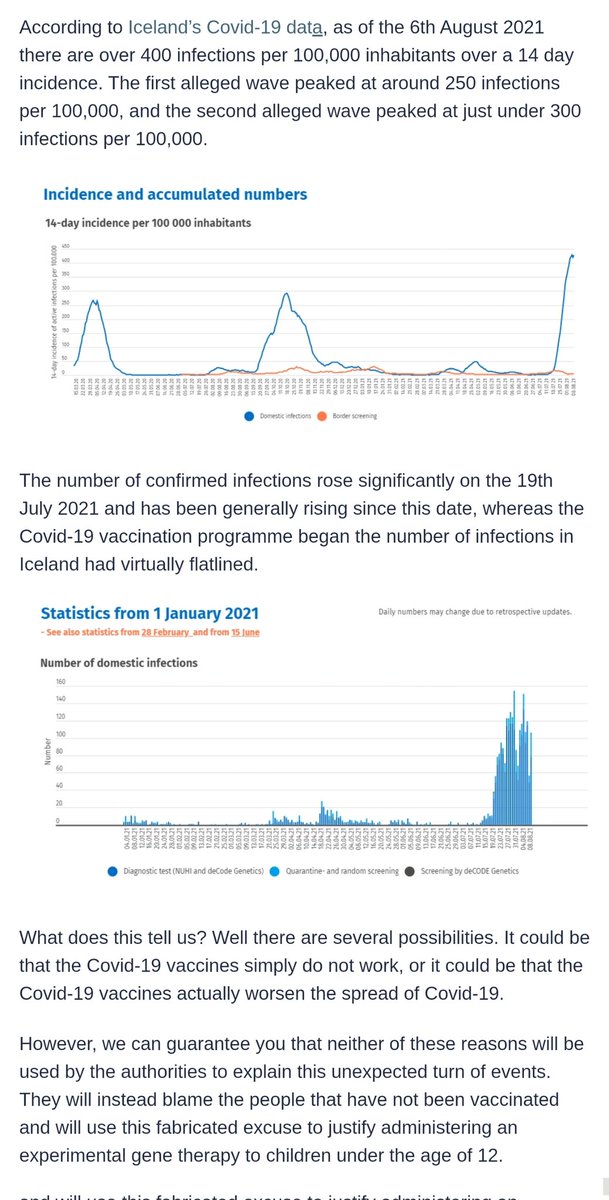 According to Iceland's Covid-19 data, as of the 6th August 2021
there are over 400 infections per 100,000 inhabitants over a 14 day
incidence. The first alleged wave peaked at around 250 infections
per 100,000, and the second alleged wave peaked at just under 300
infections per 100,000.
Incidence and accumulated numbers
14-day incidence per 100 000 inhabitants
14-day incidence of active infections per 100,000
450
400
350
300
250
200
150
100
50
0
Domestic infections
Border screening
The number of confirmed infections rose significantly on the 19th
July 2021 and has been generally rising since this date, whereas the
Covid-19 vaccination programme began the number of infections in
Iceland had virtually flatlined.
Statistics from 1 January 2021
Daily numbers may change due to retrospective updates.
- See also statistics from 28 February and from 15 June
Number of domestic infections
Number
160
140
120
100
80
60
40
20
0
Diagnostic test (NUHI and deCode Genetics)
Quarantine- and random screening
Screening by deCODE Genetics
What does this tell us? Well there are several possibilities. It could be
that the Covid-19 vaccines simply do not work, or it could be that the
Covid-19 vaccines actually worsen the spread of Covid-19.
However, we can guarantee you that neither of these reasons will be
used by the authorities to explain this unexpected turn of events.
They will instead blame the people that have not been vaccinated
and will use this fabricated excuse to justify administering an
experimental gene therapy to children under the age of 12.
and will use this fabricated excuse to justify administering an